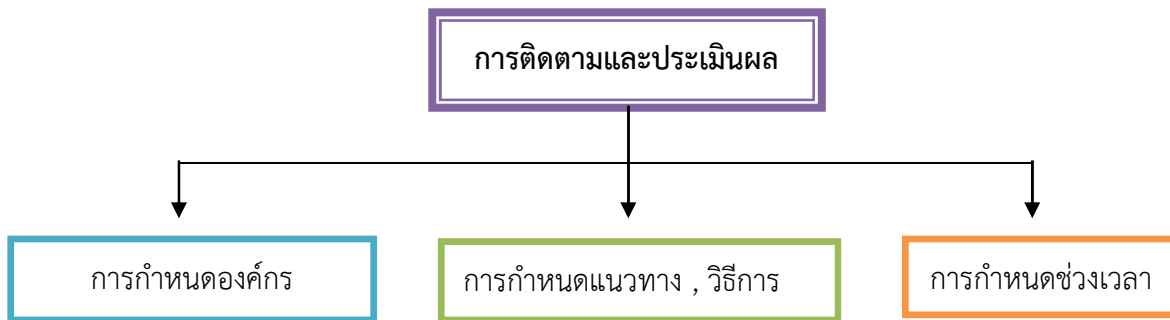 การติดตามและประเมินผล
การกำหนดองค์กร
การกำหนดแนวทาง , วิธีการ
การกำหนดช่วงเวลา